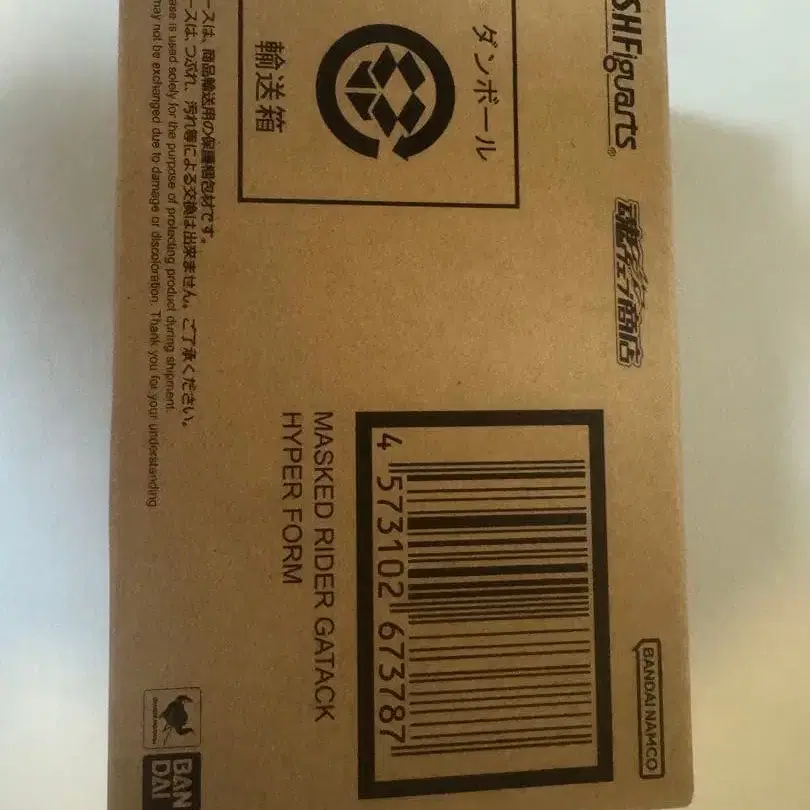 S.H.Figuarts®
魂ウェブ商店
ダンボール
輸送箱
ースは、商品輸送用の保護梱包材です。
ースは、つぶれ、汚れ等による交換は出来ません。ご了承ください。
ase is used solely for the purpose of protecting product during shipment.
may not be exchanged due to damage or discoloration. Thank you for your understanding
MASKED RIDER GATACK
HYPER FORM
4 573102 673787
BANDAI NAMCO
BAN
DAI